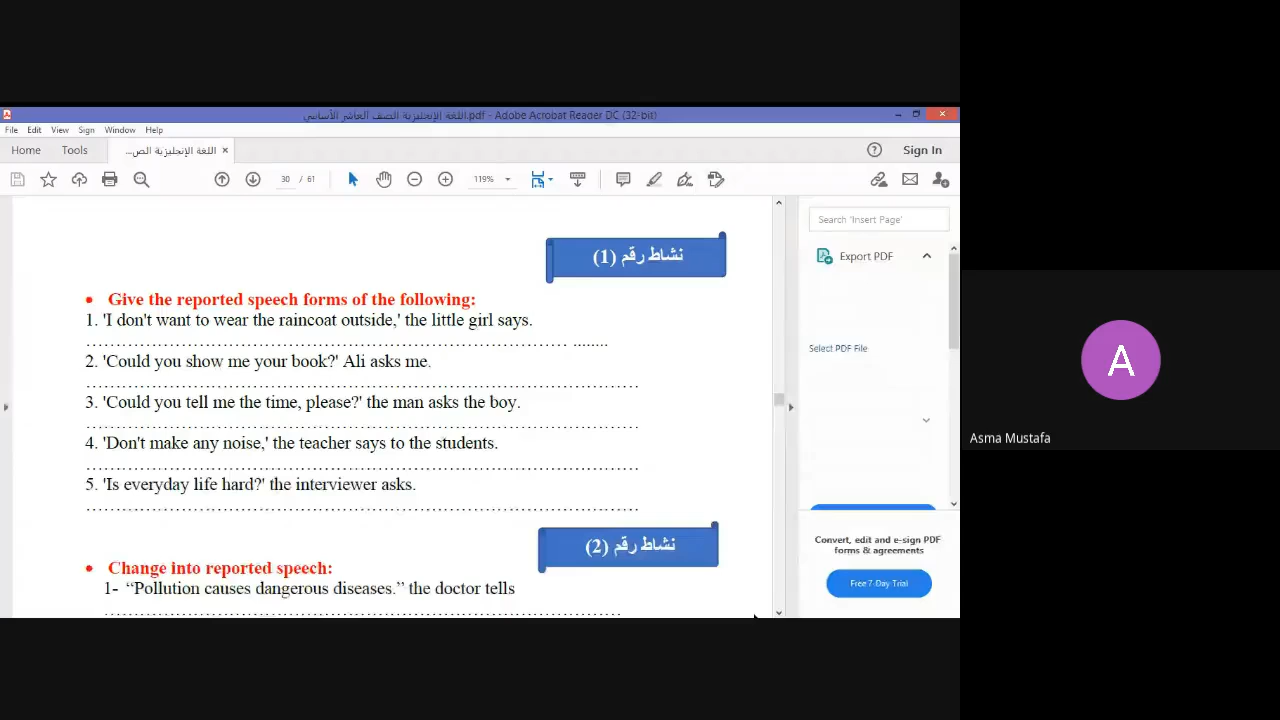 اللغة الإنجليزية الصف العاشر الأساسي.pdf - Adobe Acrobat Reader DC (32-bit)
File Edit View Sign Window Help
Home Tools اللغة الإنجليزية الص... × Sign In
30 / 61 119%
Search 'Insert Page'
Export PDF
Select PDF File
Convert, edit and e-sign PDF
forms & agreements
Free 7-Day Trial
نشاط رقم (1)
• Give the reported speech forms of the following:
1. 'I don't want to wear the raincoat outside,' the little girl says.
2. 'Could you show me your book?' Ali asks me.
3. 'Could you tell me the time, please?' the man asks the boy.
4. 'Don't make any noise,' the teacher says to the students.
5. 'Is everyday life hard?' the interviewer asks.
نشاط رقم (2)
• Change into reported speech:
1- “Pollution causes dangerous diseases.” the doctor tells
A
Asma Mustafa